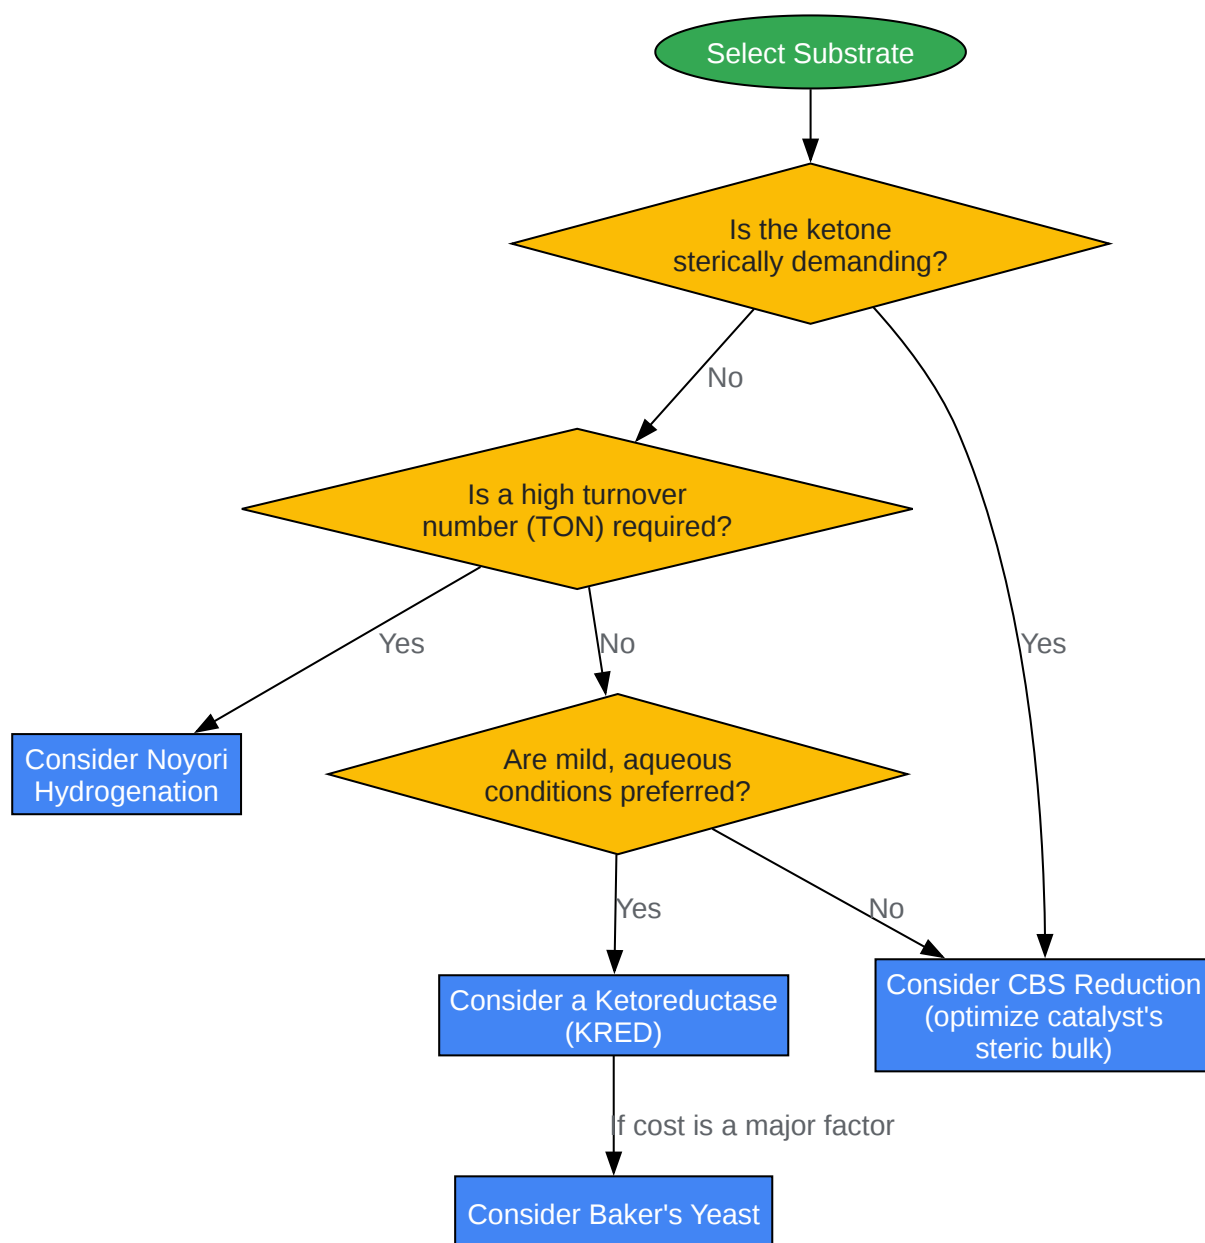 Select Substrate
Is the ketone
sterically demanding?
No
Is a high turnover
number (TON) required?
Yes
No
Yes
Consider Noyori
Hydrogenation
Are mild, aqueous
conditions preferred?
Yes
No
Consider a Ketoreductase
(KRED)
Consider CBS Reduction
(optimize catalyst's
steric bulk)
If cost is a major factor
Consider Baker's Yeast